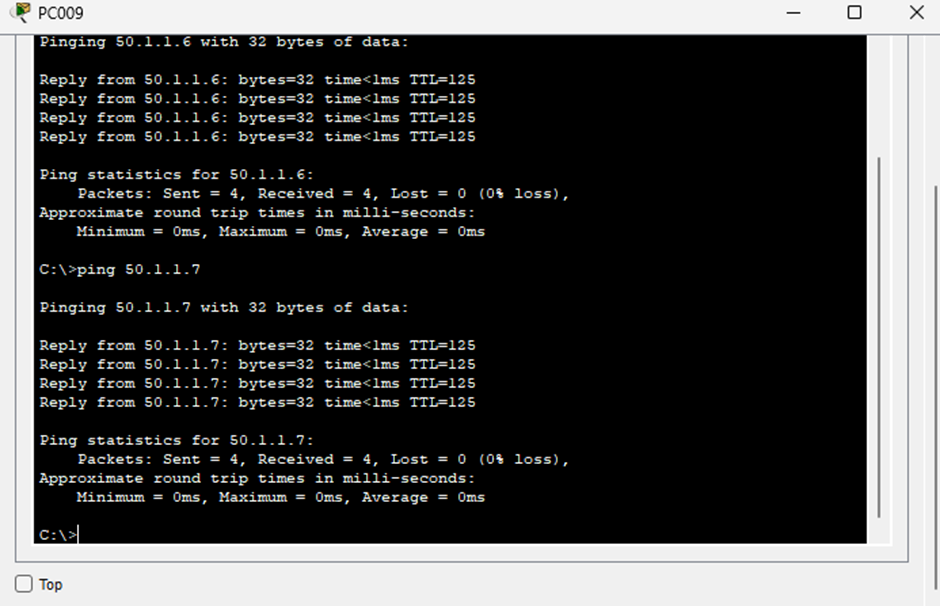 PC009
Pinging 50.1.1.6 with 32 bytes of data:
Reply from 50.1.1.6: bytes=32 time<1ms TTL=125
Reply from 50.1.1.6: bytes=32 time<1ms TTL=125
Reply from 50.1.1.6: bytes=32 time<1ms TTL=125
Reply from 50.1.1.6: bytes=32 time<1ms TTL=125
Ping statistics for 50.1.1.6:
    Packets: Sent = 4, Received = 4, Lost = 0 (0% loss),
Approximate round trip times in milli-seconds:
    Minimum = 0ms, Maximum = 0ms, Average = 0ms
C:\>ping 50.1.1.7
Pinging 50.1.1.7 with 32 bytes of data:
Reply from 50.1.1.7: bytes=32 time<1ms TTL=125
Reply from 50.1.1.7: bytes=32 time<1ms TTL=125
Reply from 50.1.1.7: bytes=32 time<1ms TTL=125
Reply from 50.1.1.7: bytes=32 time<1ms TTL=125
Ping statistics for 50.1.1.7:
    Packets: Sent = 4, Received = 4, Lost = 0 (0% loss),
Approximate round trip times in milli-seconds:
    Minimum = 0ms, Maximum = 0ms, Average = 0ms
C:\>
Top